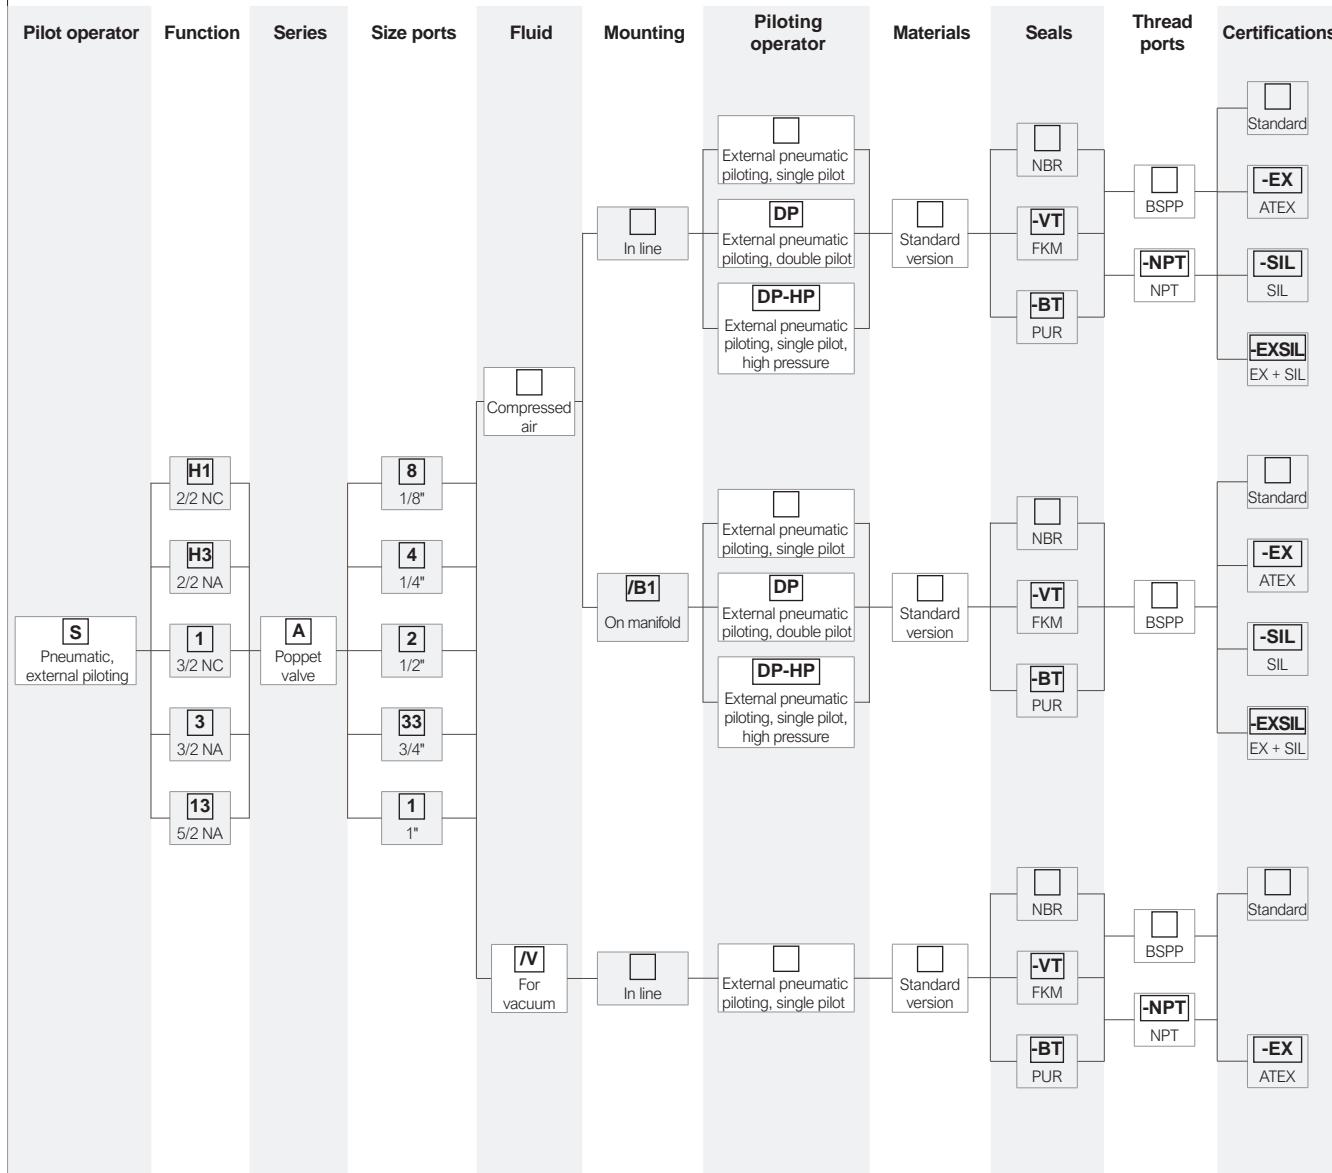 Pilot operator
Function
Series
Size ports
Fluid
Mounting
Piloting
operator
Materials
Seals
Thread
ports
Certifications
S
Pneumatic,
external piloting
H1
2/2 NC
H3
2/2 NA
1
3/2 NC
3
3/2 NA
13
5/2 NA
A
Poppet
valve
8
1/8"
4
1/4"
2
1/2"
33
3/4"
1
1"
Compressed
air
/V
For
vacuum
In line
/B1
On manifold
In line
External pneumatic
piloting, single pilot
DP
External pneumatic
piloting, double pilot
DP-HP
External pneumatic
piloting, single pilot,
high pressure
External pneumatic
piloting, single pilot
DP
External pneumatic
piloting, double pilot
DP-HP
External pneumatic
piloting, single pilot,
high pressure
External pneumatic
piloting, single pilot
Standard
version
Standard
version
Standard
version
NBR
-VT
FKM
-BT
PUR
NBR
-VT
FKM
-BT
PUR
NBR
-VT
FKM
-BT
PUR
BSPP
-NPT
NPT
BSPP
BSPP
-NPT
NPT
Standard
-EX
ATEX
-SIL
SIL
-EXSIL
EX + SIL
Standard
-EX
ATEX
-SIL
SIL
-EXSIL
EX + SIL
Standard
-EX
ATEX